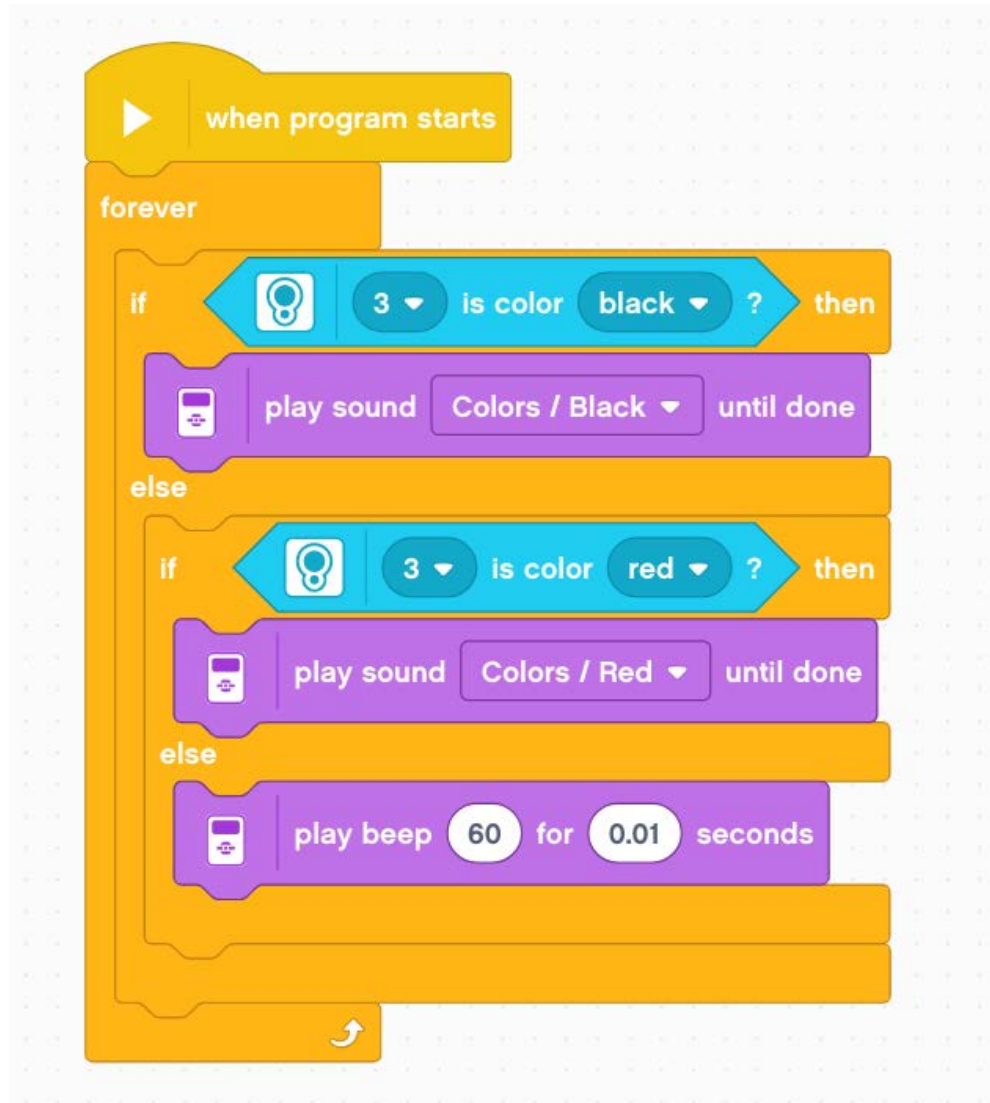 when program starts
forever
if 3 is color black ? then
play sound Colors / Black until done
else
if 3 is color red ? then
play sound Colors / Red until done
else
play beep 60 for 0.01 seconds